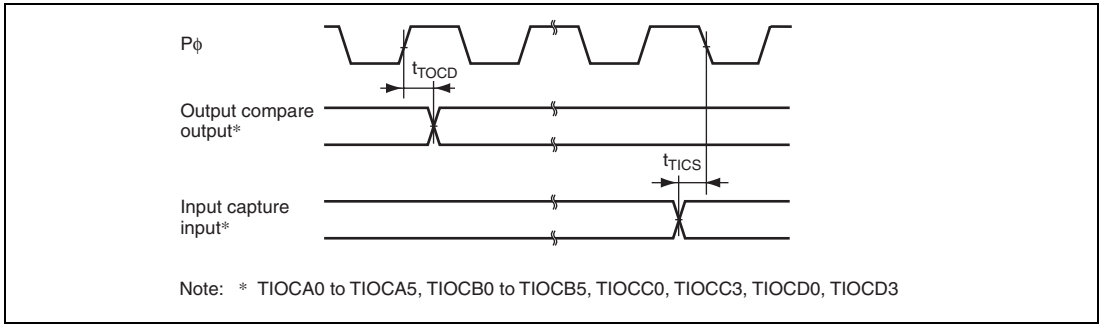 Pφ
tTOCD
Output compare
output*
tTICS
Input capture
input*
Note: * TIOCA0 to TIOCA5, TIOCB0 to TIOCB5, TIOCC0, TIOCC3, TIOCD0, TIOCD3